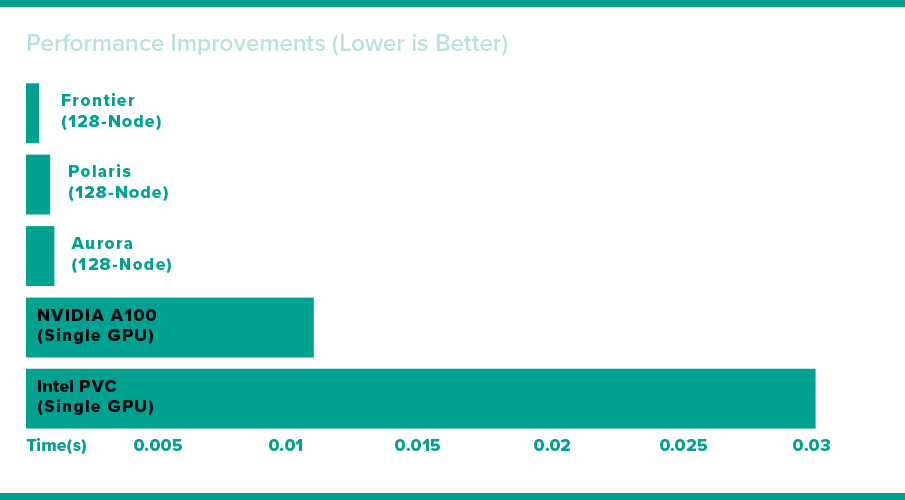 Performance Improvements (Lower is Better)
Frontier
(128-Node)
Polaris
(128-Node)
Aurora
(128-Node)
NVIDIA A100
(Single GPU)
Intel PVC
(Single GPU)
Time(s) 0.005 0.01 0.015 0.02 0.025 0.03